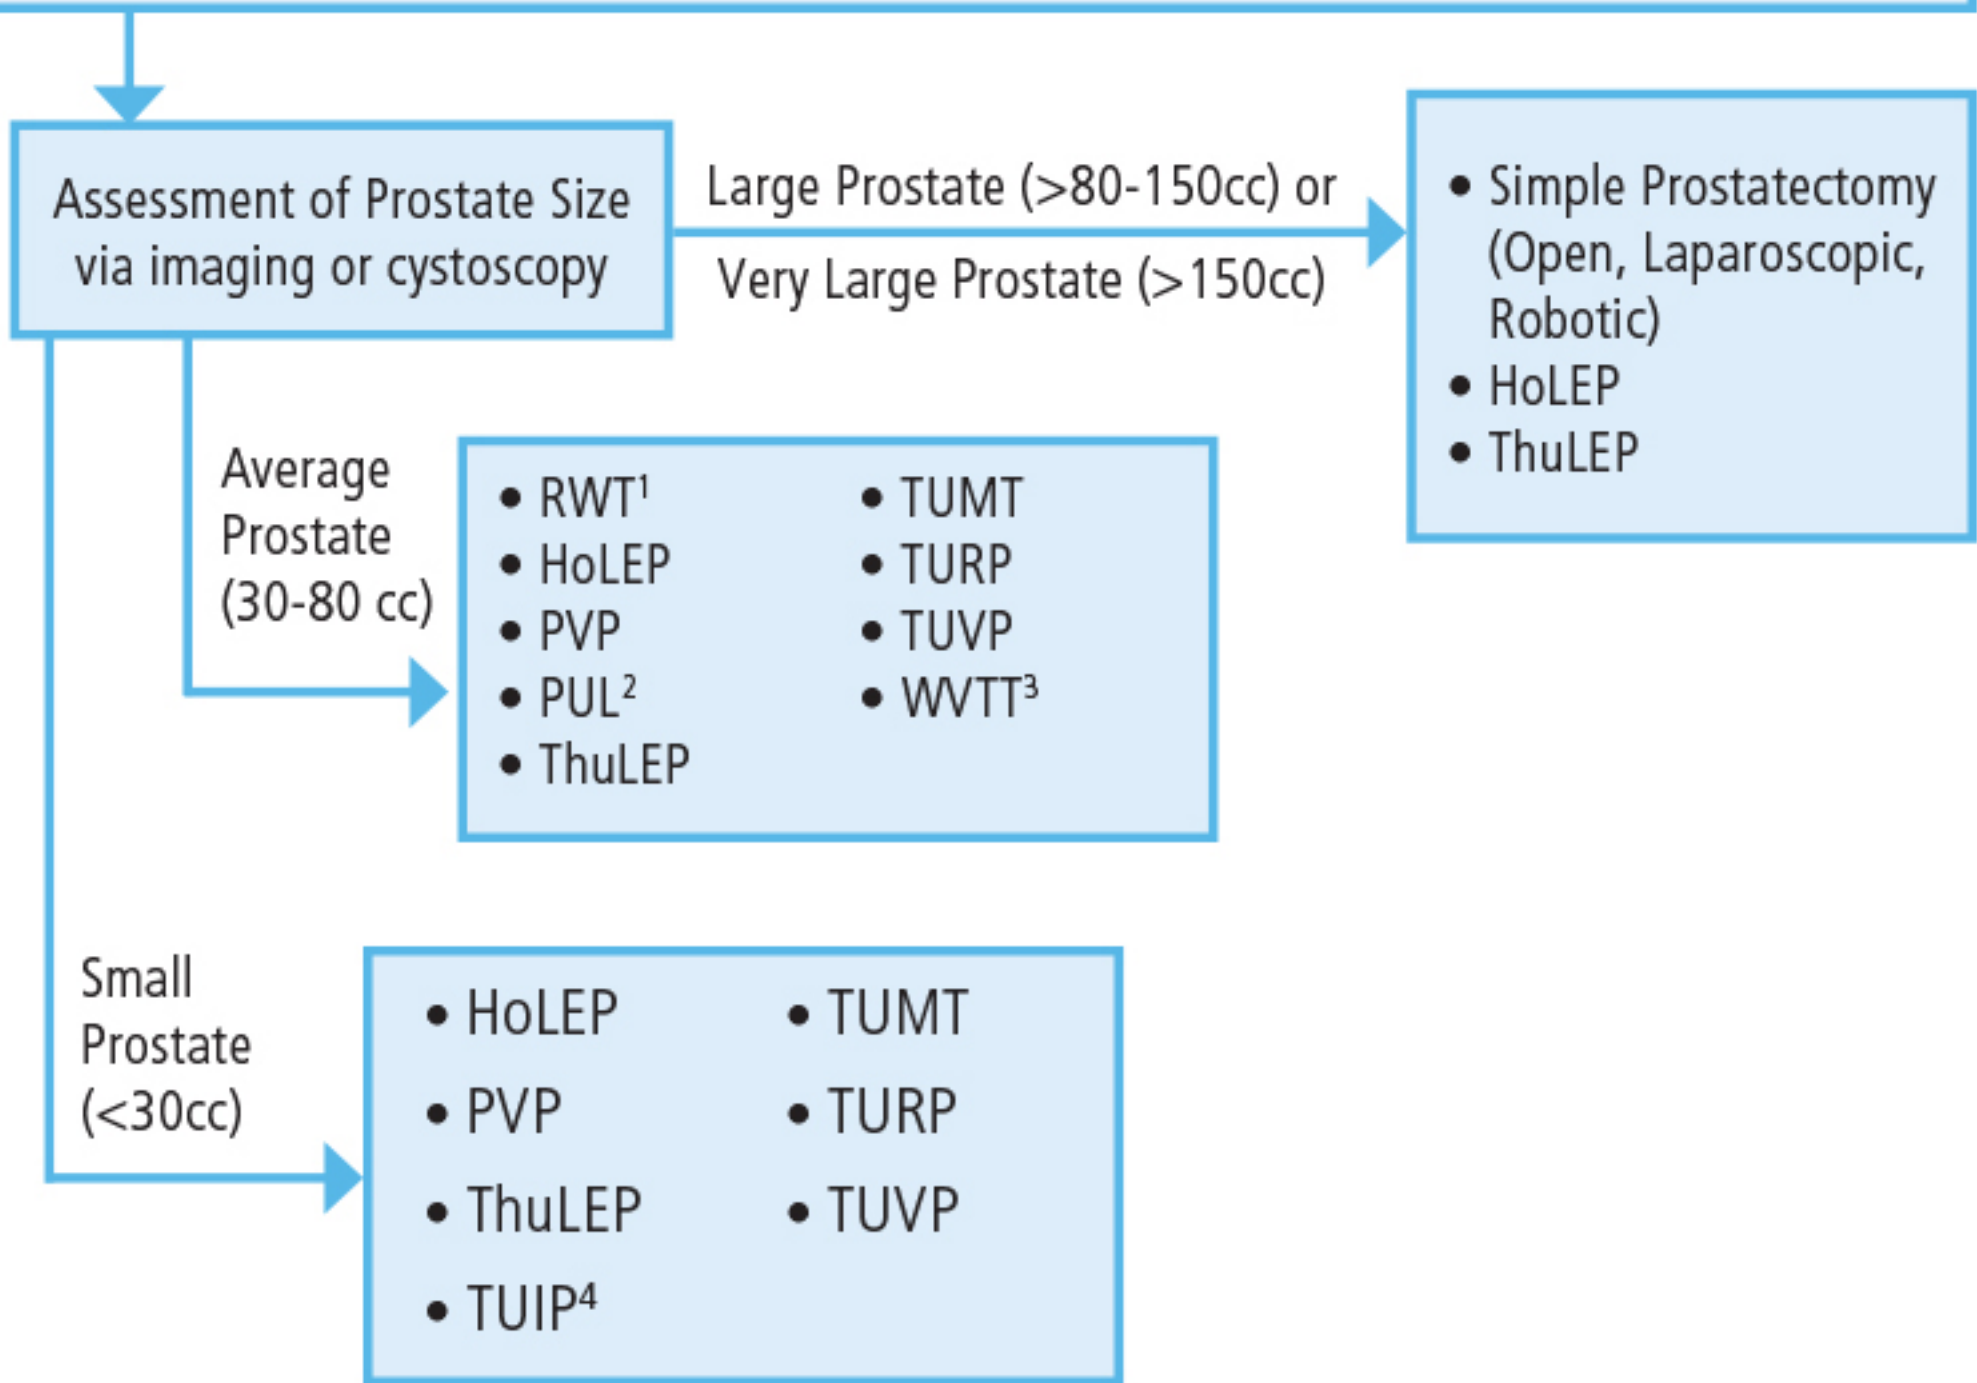 Assessment of Prostate Size
via imaging or cystoscopy
Large Prostate (>80-150cc) or
Very Large Prostate (>150cc)
• Simple Prostatectomy
(Open, Laparoscopic,
Robotic)
• HoLEP
• ThuLEP
Average
Prostate
(30-80 cc)
• RWT¹
• HoLEP
• PVP
• PUL²
• ThuLEP
• TUMT
• TURP
• TUVP
• WVTT³
Small
Prostate
(<30cc)
• HoLEP
• PVP
• ThuLEP
• TUIP⁴
• TUMT
• TURP
• TUVP